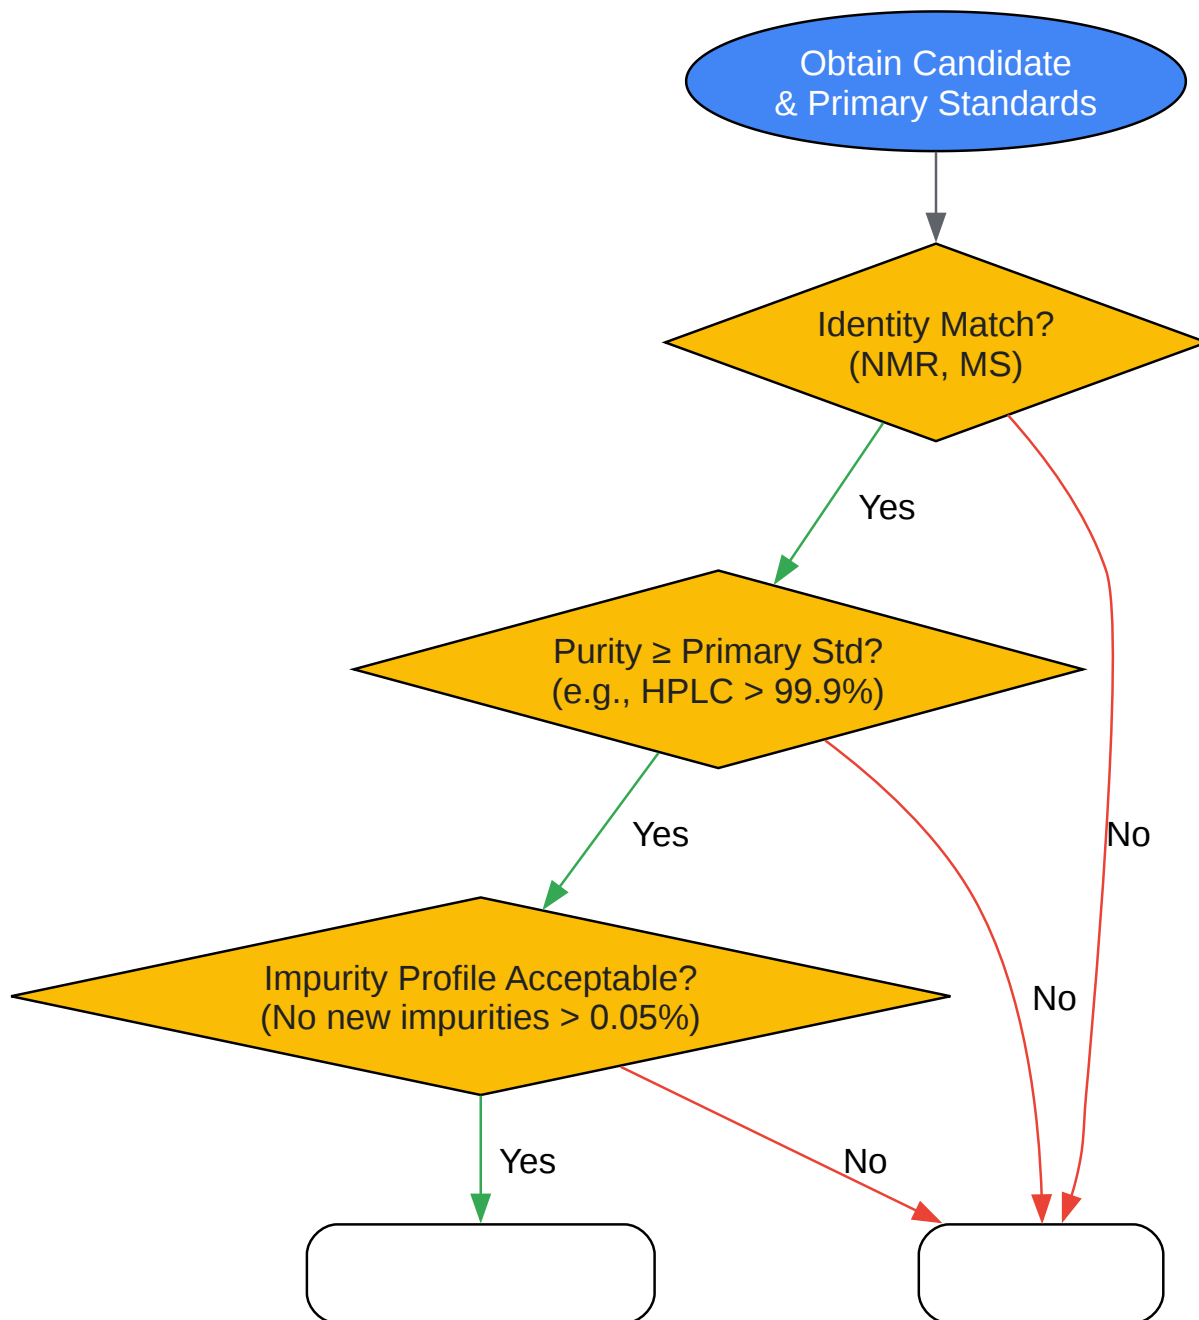 Obtain Candidate
& Primary Standards
Identity Match?
(NMR, MS)
Yes
Purity ≥ Primary Std?
(e.g., HPLC > 99.9%)
Yes
No
Impurity Profile Acceptable?
(No new impurities > 0.05%)
No
Yes
No